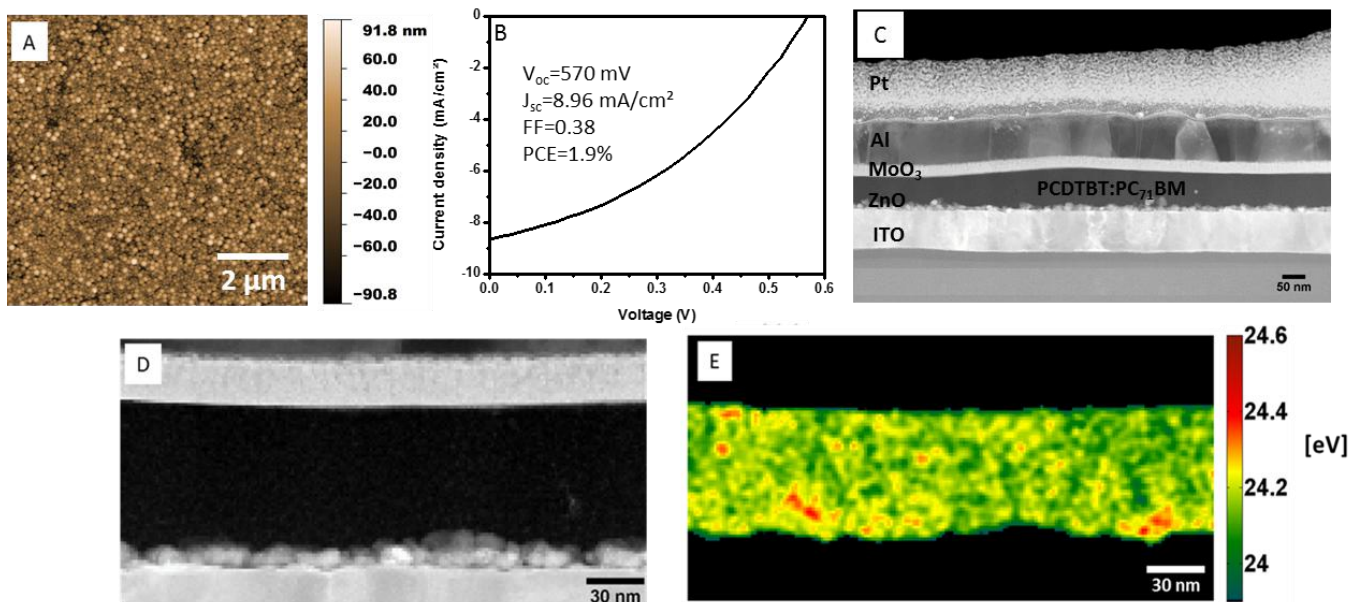 A
2 μm
91.8 nm
60.0
40.0
20.0
−0.0
−20.0
−40.0
−60.0
−90.8
B
Current density (mA/cm²)
0
-2
-4
-6
-8
-10
Voc=570 mV
Jsc=8.96 mA/cm²
FF=0.38
PCE=1.9%
0.0 0.1 0.2 0.3 0.4 0.5 0.6
Voltage (V)
C
Pt
Al
MoO₃
PCDTBT:PC₇₁BM
ZnO
ITO
50 nm
D
30 nm
E
30 nm
24.6
24.4
24.2
24
[eV]